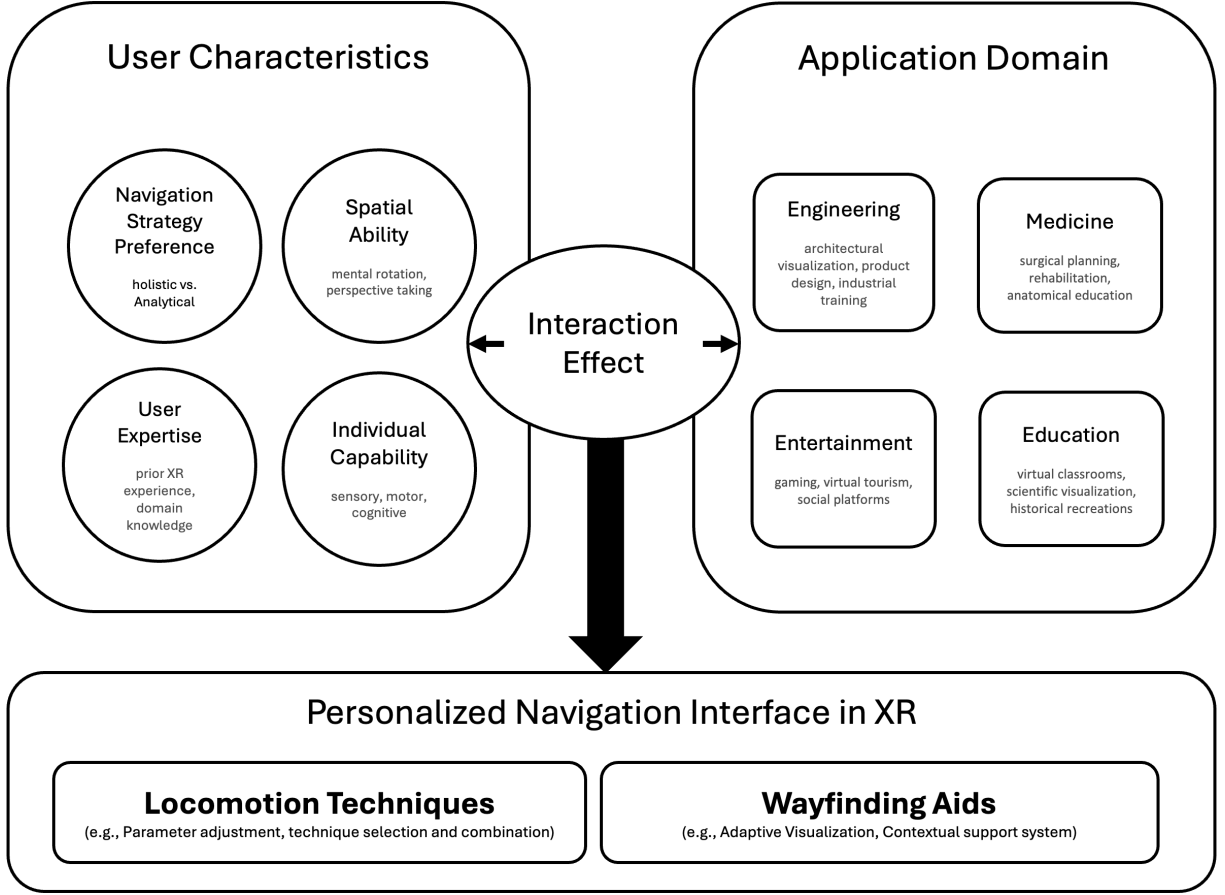 User Characteristics
Navigation
Strategy
Preference
holistic vs.
Analytical
Spatial
Ability
mental rotation,
perspective taking
User
Expertise
prior XR
experience,
domain
knowledge
Individual
Capability
sensory, motor,
cognitive
Interaction
Effect
Application Domain
Engineering
architectural
visualization, product
design, industrial
training
Medicine
surgical planning,
rehabilitation,
anatomical education
Entertainment
gaming, virtual tourism,
social platforms
Education
virtual classrooms,
scientific visualization,
historical recreations
Personalized Navigation Interface in XR
Locomotion Techniques
(e.g., Parameter adjustment, technique selection and combination)
Wayfinding Aids
(e.g., Adaptive Visualization, Contextual support system)